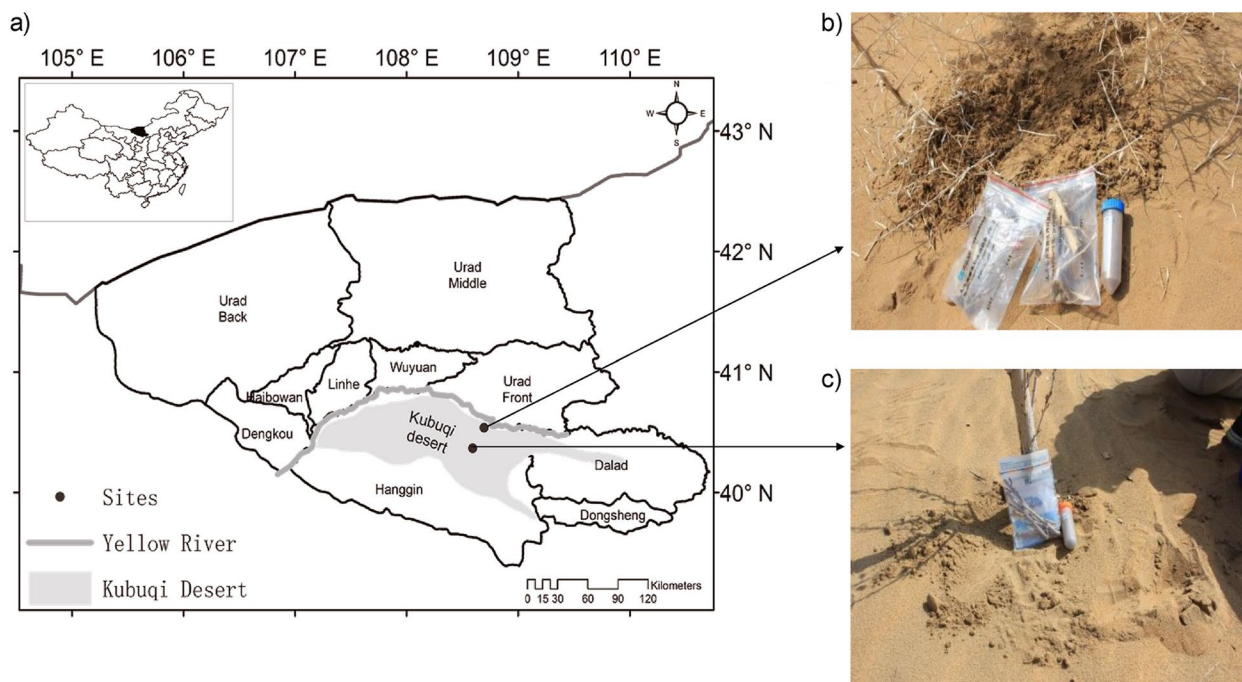 a)
105° E 106° E 107° E 108° E 109° E 110° E
N
W E
S
43° N
42° N
41° N
40° N
Urad
Middle
Urad
Back
Wuyuan
Linhe
Urad
Front
Haibowan
Dengkou
Kubuqi
desert
Dalad
Hanggin
Dongsheng
Sites
Yellow River
Kubuqi Desert
Kilometers
0 15 30 60 90 120
b)
c)